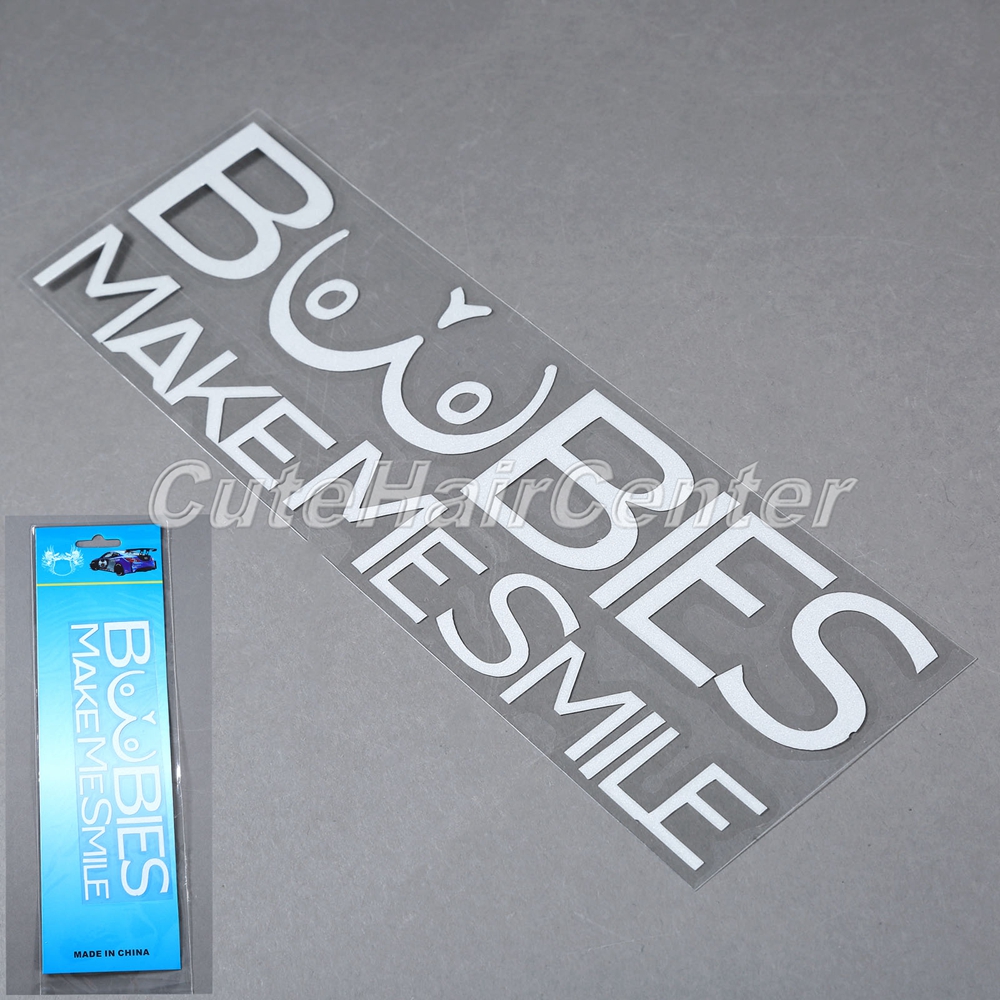 BOOBIES
MAKE ME SMILE
CuteHairCenter
BOOBIES
MAKE ME SMILE
MADE IN CHINA